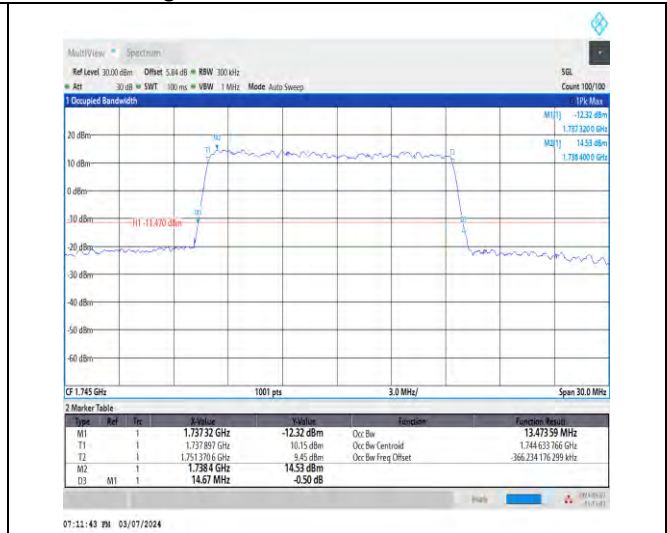 MultiView Spectrum
Ref Level 30.00 dBm Offset 5.84 dB RBW 300 kHz SGL
Att 30 dB SWT 100 ms VBW 1 MHz Mode Auto Sweep Count 100/100
1 Occupied Bandwidth 1Pk Max
M1[1] -12.32 dBm
1.737 320 0 GHz
M2[1] 14.53 dBm
1.738 400 0 GHz
20 dBm
M2
T1 T2
10 dBm
0 dBm
-10 dBm
H1 -11.470 dBm
-20 dBm
-30 dBm
-40 dBm
-50 dBm
-60 dBm
CF 1.745 GHz 1001 pts 3.0 MHz/ Span 30.0 MHz
2 Marker Table
Type Ref Trc X-Value Y-Value Function Function Result
M1 1 1.73732 GHz -12.32 dBm Occ Bw 13.473 59 MHz
T1 1 1.737 897 GHz 10.15 dBm Occ Bw Centroid 1.744 633 766 GHz
T2 1 1.751 370 6 GHz 9.45 dBm Occ Bw Freq Offset -366.234 176 299 kHz
M2 1 1.7384 GHz 14.53 dBm
D3 M1 1 14.67 MHz -0.50 dB
07:11:43 PM 03/07/2024